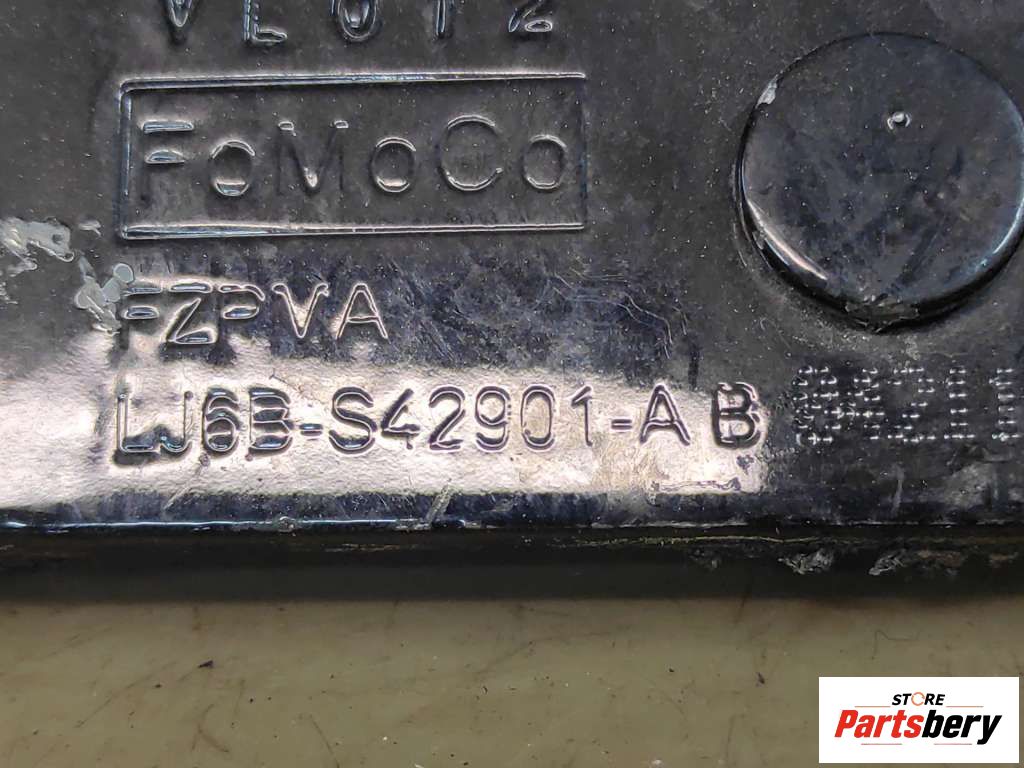 FoMoCo
FZPVA
LJ6B-S42901-AB
STORE
Partsbery